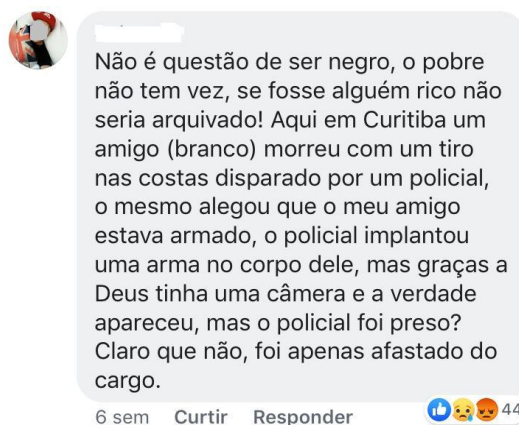 Não é questão de ser negro, o pobre
não tem vez, se fosse alguém rico não
seria arquivado! Aqui em Curitiba um
amigo (branco) morreu com um tiro
nas costas disparado por um policial,
o mesmo alegou que o meu amigo
estava armado, o policial implantou
uma arma no corpo dele, mas graças a
Deus tinha uma câmera e a verdade
apareceu, mas o policial foi preso?
Claro que não, foi apenas afastado do
cargo.
6 sem Curtir Responder 44